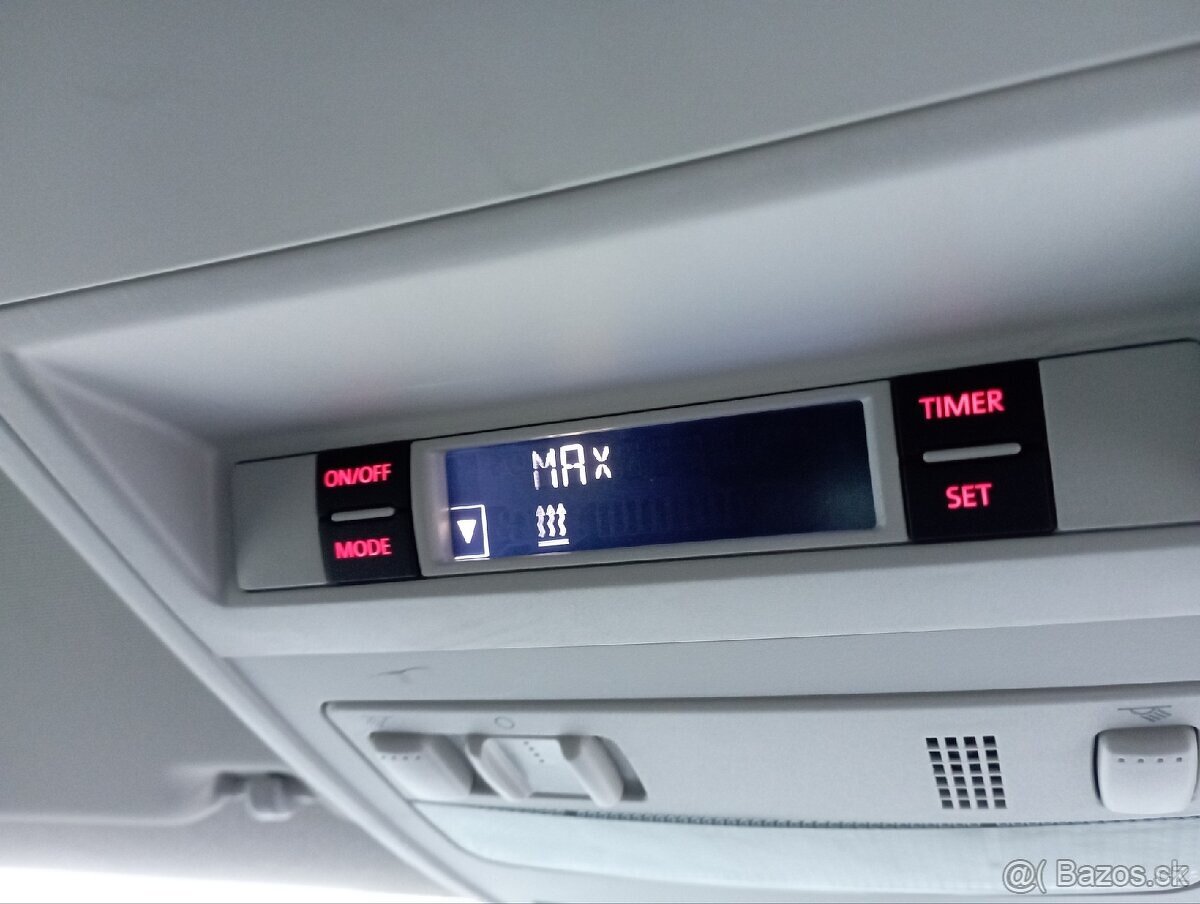 ON/OFF
MODE
MAX
TIMER
SET
@( Bazos.sk